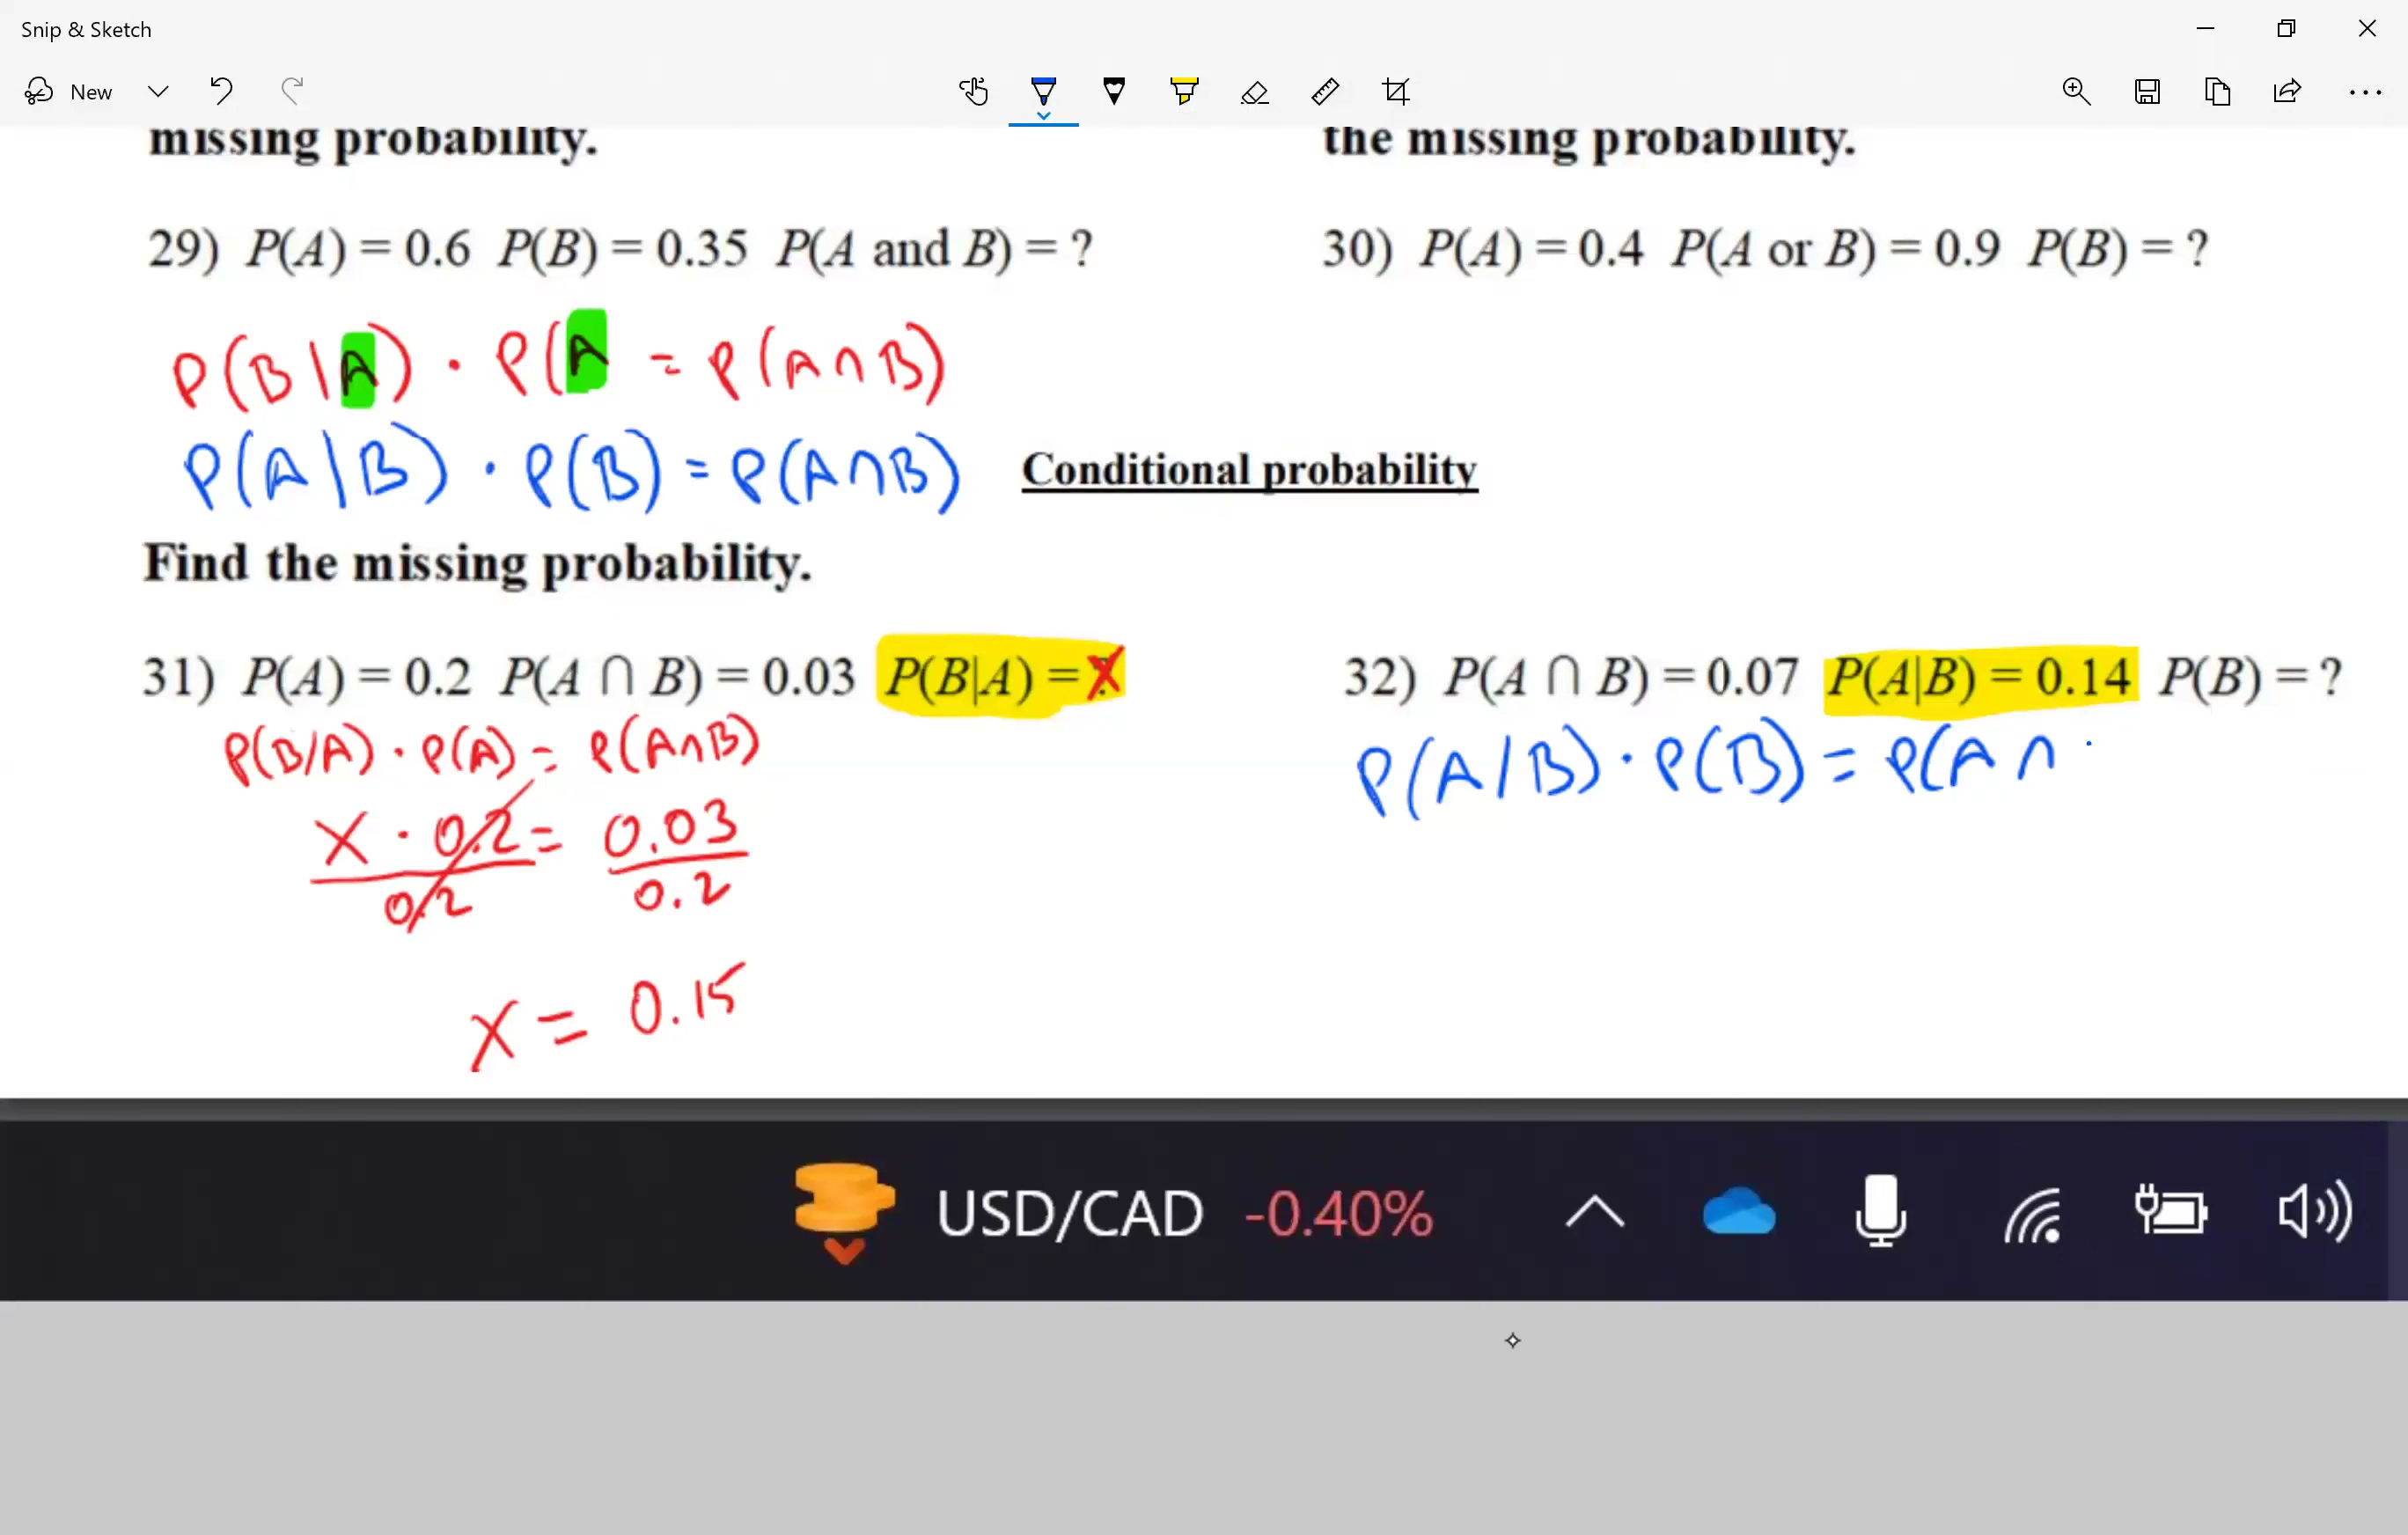 Snip & Sketch
New
missing probability.
the missing probability.
29) P(A) = 0.6 P(B) = 0.35 P(A and B) = ?
30) P(A) = 0.4 P(A or B) = 0.9 P(B) = ?
P(B|A) · P(A = P(A∩B)
P(A|B) · P(B) = P(A∩B)
Conditional probability
Find the missing probability.
31) P(A) = 0.2 P(A ∩ B) = 0.03 P(B|A) = X
32) P(A ∩ B) = 0.07 P(A|B) = 0.14 P(B) = ?
P(B/A) · P(A) = P(A∩B)
P(A/B) · P(B) = P(A ∩
X · 0.2 = 0.03
0.2 0.2
X = 0.15
USD/CAD -0.40%